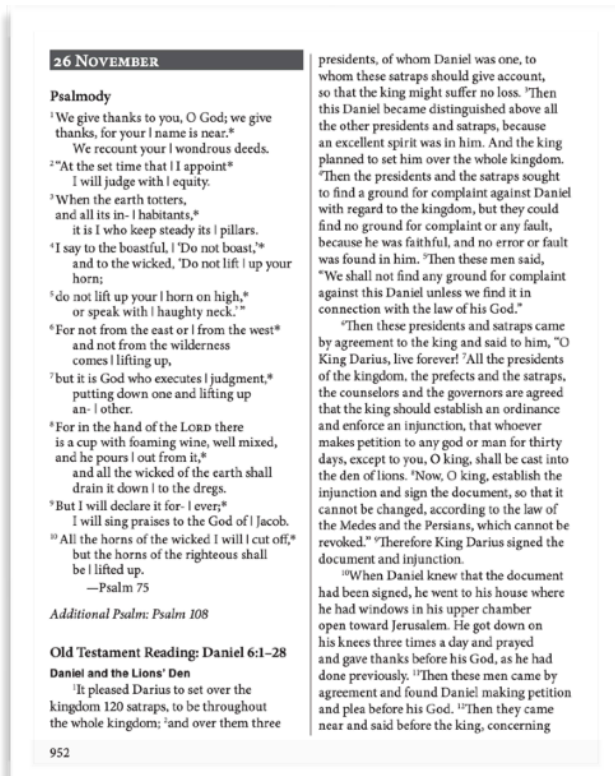 26 November
Psalmody
¹We give thanks to you, O God; we give
thanks, for your | name is near.*
We recount your | wondrous deeds.
²“At the set time that | I appoint*
I will judge with | equity.
³When the earth totters,
and all its in- | habitants,*
it is I who keep steady its | pillars.
⁴I say to the boastful, | ‘Do not boast,’*
and to the wicked, ‘Do not lift | up your
horn;
⁵do not lift up your | horn on high,*
or speak with | haughty neck.’”
⁶For not from the east or | from the west*
and not from the wilderness
comes | lifting up,
⁷but it is God who executes | judgment,*
putting down one and lifting up
an- | other.
⁸For in the hand of the LORD there
is a cup with foaming wine, well mixed,
and he pours | out from it,*
and all the wicked of the earth shall
drain it down | to the dregs.
⁹But I will declare it for- | ever;*
I will sing praises to the God of | Jacob.
¹⁰All the horns of the wicked I will | cut off,*
but the horns of the righteous shall
be | lifted up.
—Psalm 75
Additional Psalm: Psalm 108
Old Testament Reading: Daniel 6:1–28
Daniel and the Lions’ Den
¹It pleased Darius to set over the
kingdom 120 satraps, to be throughout
the whole kingdom; ²and over them three
presidents, of whom Daniel was one, to
whom these satraps should give account,
so that the king might suffer no loss. ³Then
this Daniel became distinguished above all
the other presidents and satraps, because
an excellent spirit was in him. And the king
planned to set him over the whole kingdom.
⁴Then the presidents and the satraps sought
to find a ground for complaint against Daniel
with regard to the kingdom, but they could
find no ground for complaint or any fault,
because he was faithful, and no error or fault
was found in him. ⁵Then these men said,
“We shall not find any ground for complaint
against this Daniel unless we find it in
connection with the law of his God.”
⁶Then these presidents and satraps came
by agreement to the king and said to him, “O
King Darius, live forever! ⁷All the presidents
of the kingdom, the prefects and the satraps,
the counselors and the governors are agreed
that the king should establish an ordinance
and enforce an injunction, that whoever
makes petition to any god or man for thirty
days, except to you, O king, shall be cast into
the den of lions. ⁸Now, O king, establish the
injunction and sign the document, so that it
cannot be changed, according to the law of
the Medes and the Persians, which cannot be
revoked.” ⁹Therefore King Darius signed the
document and injunction.
¹⁰When Daniel knew that the document
had been signed, he went to his house where
he had windows in his upper chamber
open toward Jerusalem. He got down on
his knees three times a day and prayed
and gave thanks before his God, as he had
done previously. ¹¹Then these men came by
agreement and found Daniel making petition
and plea before his God. ¹²Then they came
near and said before the king, concerning
952